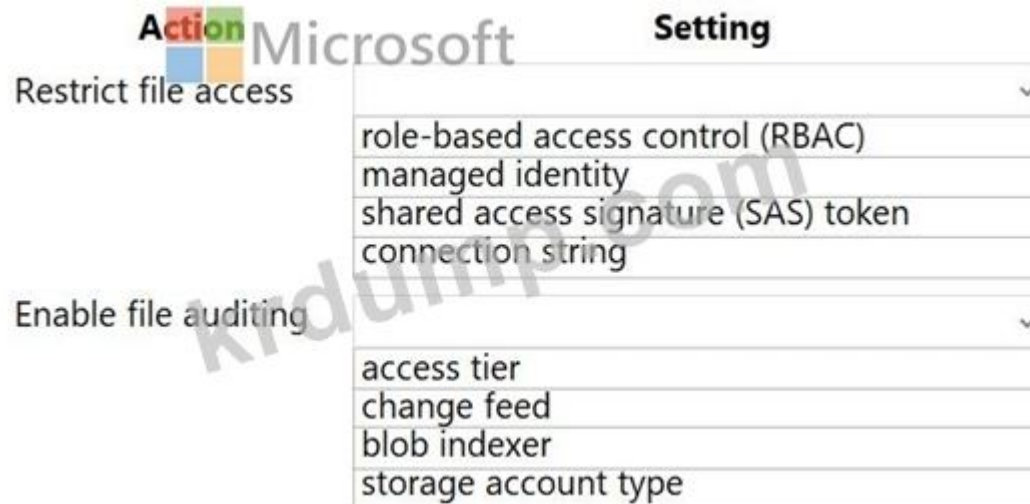 Action Setting
Microsoft
Restrict file access
role-based access control (RBAC)
managed identity
shared access signature (SAS) token
connection string
krdump.com
Enable file auditing
access tier
change feed
blob indexer
storage account type